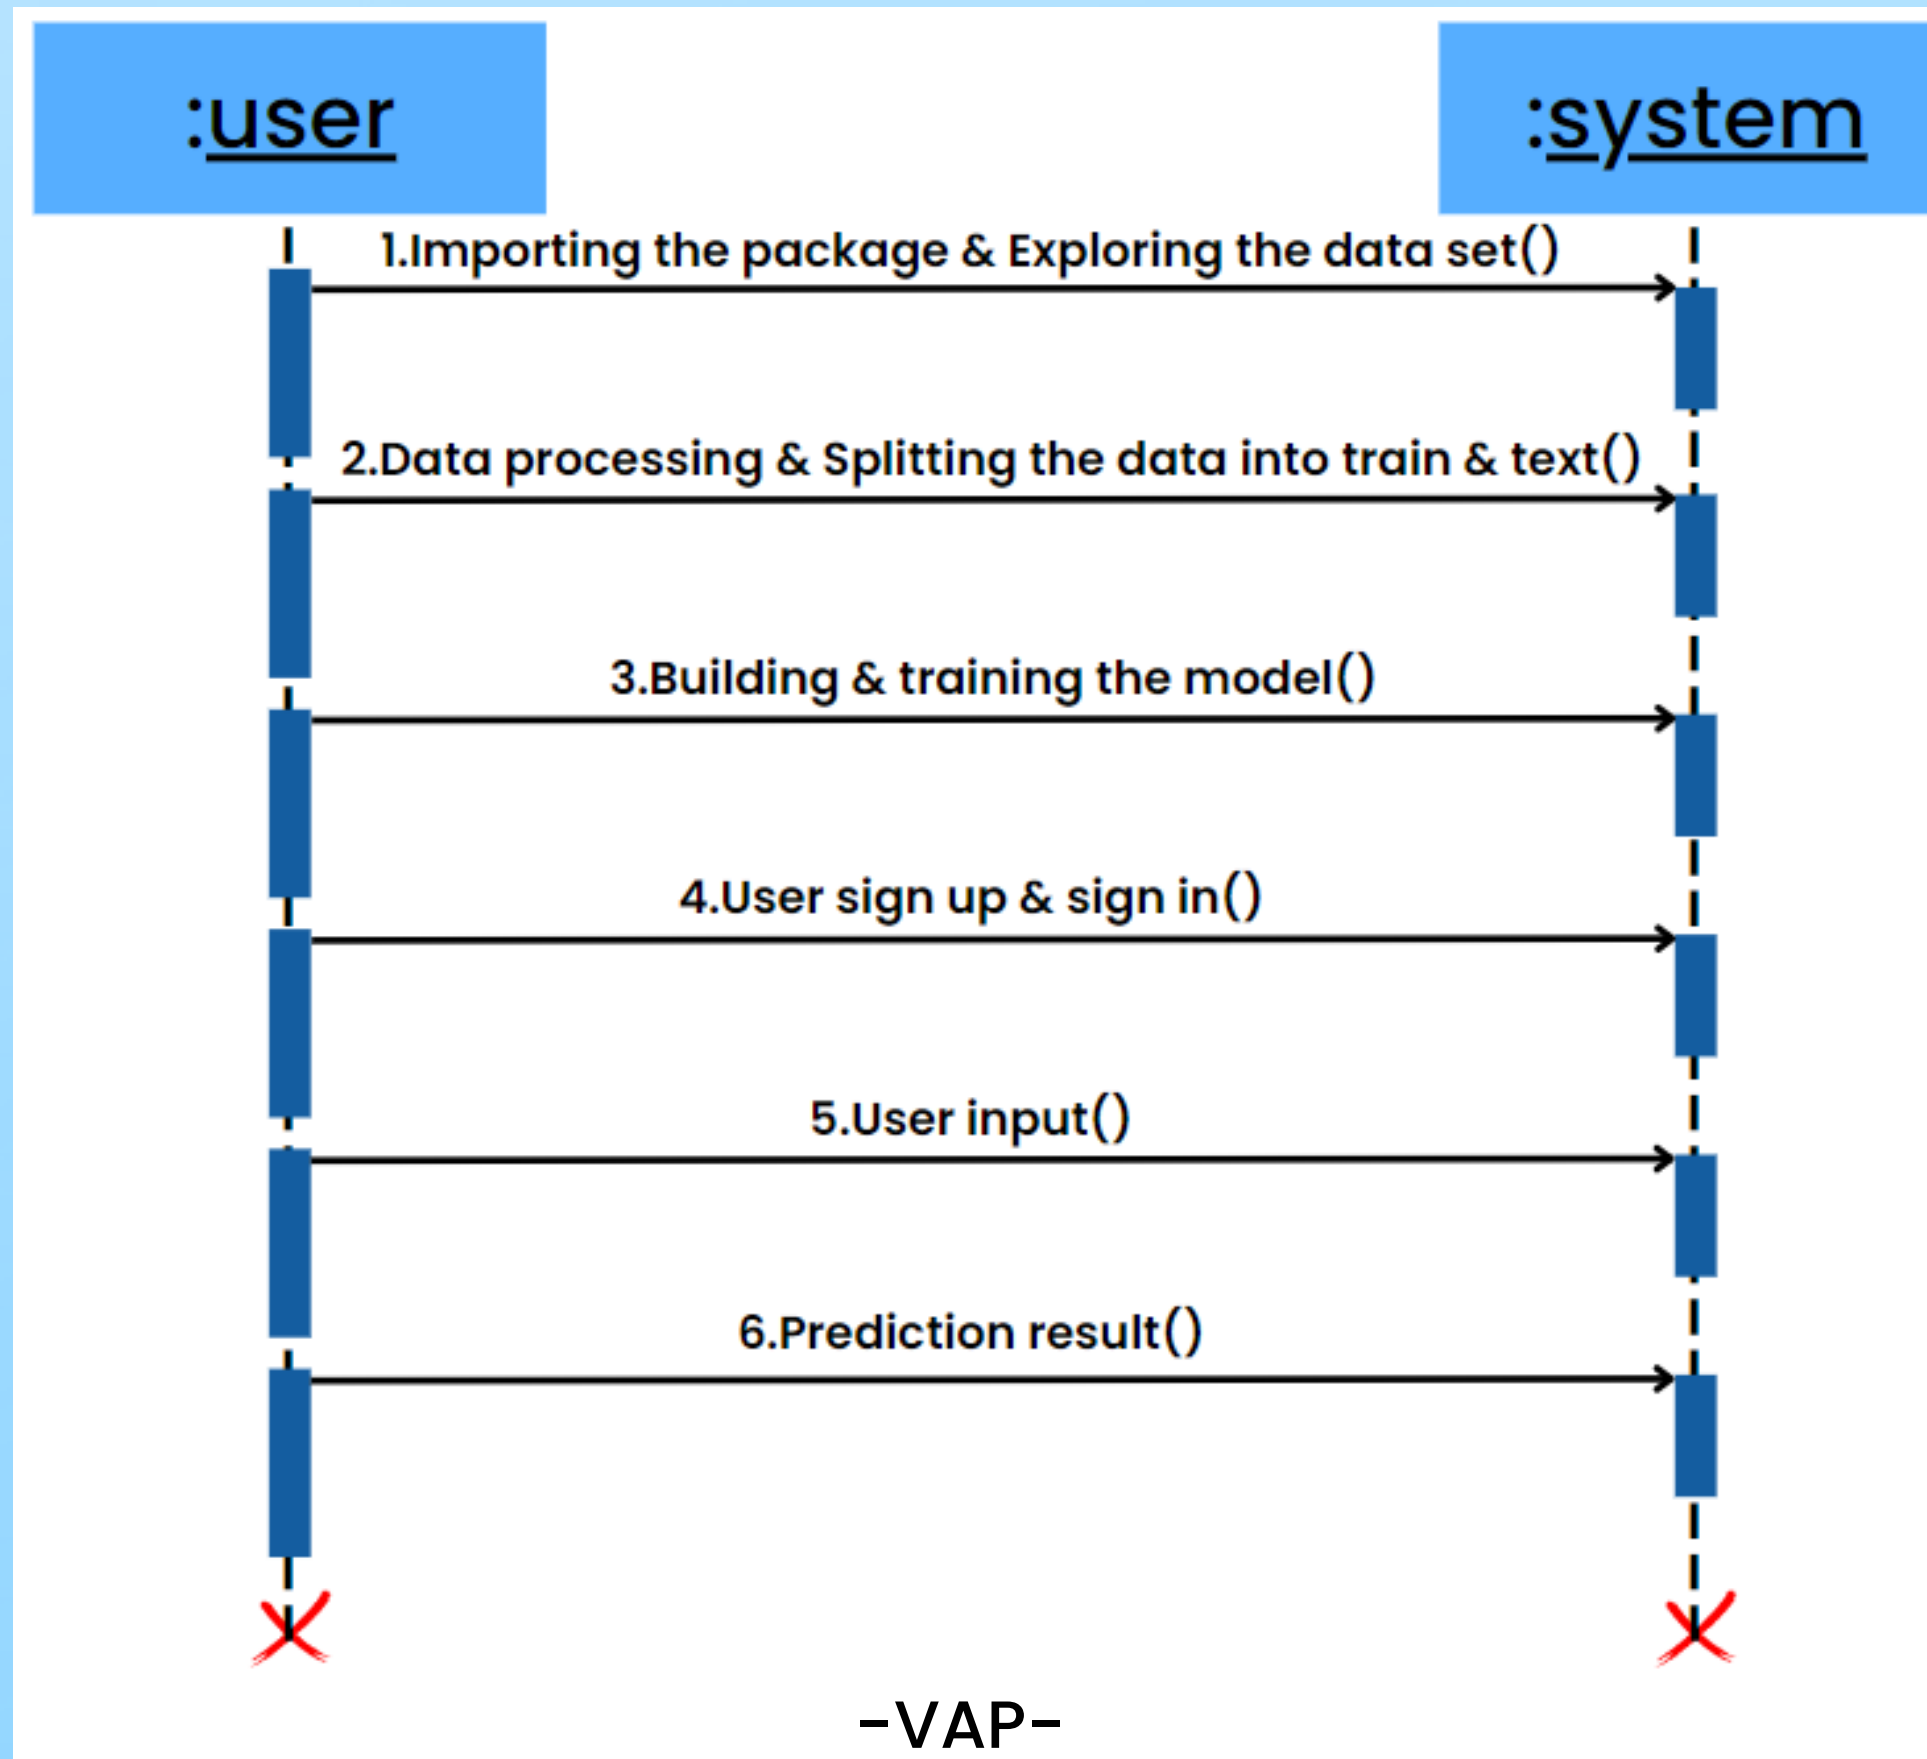 :user
:system
1.Importing the package & Exploring the data set()
2.Data processing & Splitting the data into train & text()
3.Building & training the model()
4.User sign up & sign in()
5.User input()
6.Prediction result()
-VAP-